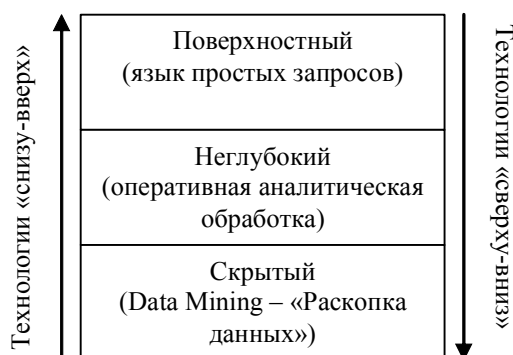 Технологии «снизу-вверх»
Поверхностный
(язык простых запросов)
Неглубокий
(оперативная аналитическая
обработка)
Скрытый
(Data Mining – «Раскопка
данных»)
Технологии «сверху-вниз»